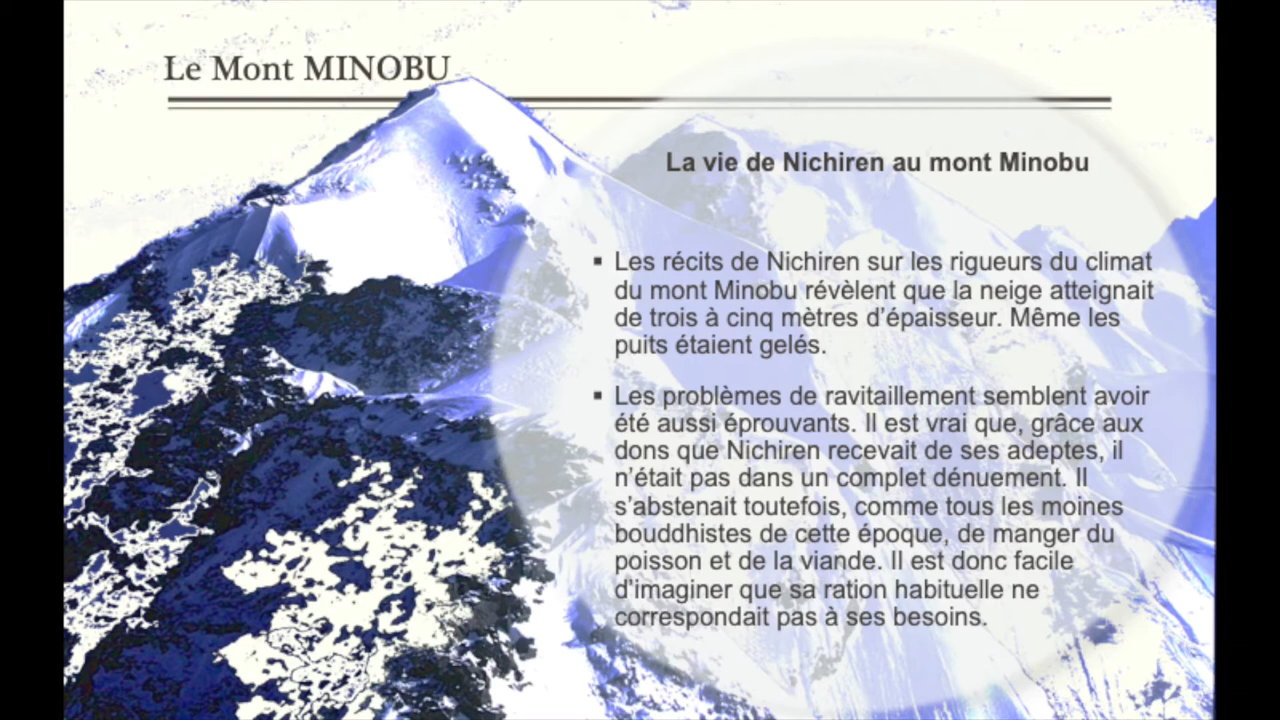 Le Mont MINOBU
La vie de Nichiren au mont Minobu
▪ Les récits de Nichiren sur les rigueurs du climat
du mont Minobu révèlent que la neige atteignait
de trois à cinq mètres d’épaisseur. Même les
puits étaient gelés.
▪ Les problèmes de ravitaillement semblent avoir
été aussi éprouvants. Il est vrai que, grâce aux
dons que Nichiren recevait de ses adeptes, il
n’était pas dans un complet dénuement. Il
s’abstenait toutefois, comme tous les moines
bouddhistes de cette époque, de manger du
poisson et de la viande. Il est donc facile
d'imaginer que sa ration habituelle ne
correspondait pas à ses besoins.